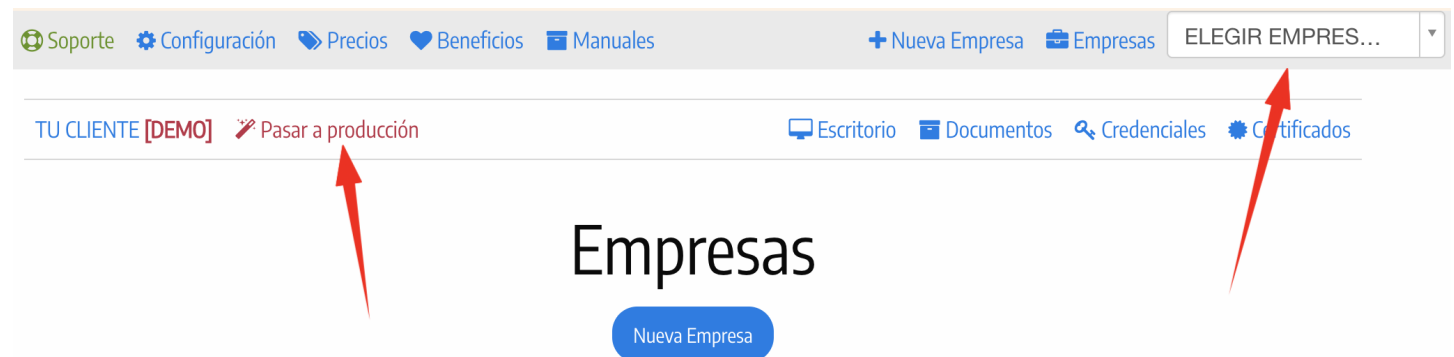 Soporte Configuración Precios Beneficios Manuales + Nueva Empresa Empresas ELEGIR EMPRES...
TU CLIENTE [DEMO] Pasar a producción Escritorio Documentos Credenciales Certificados
Empresas
Nueva Empresa